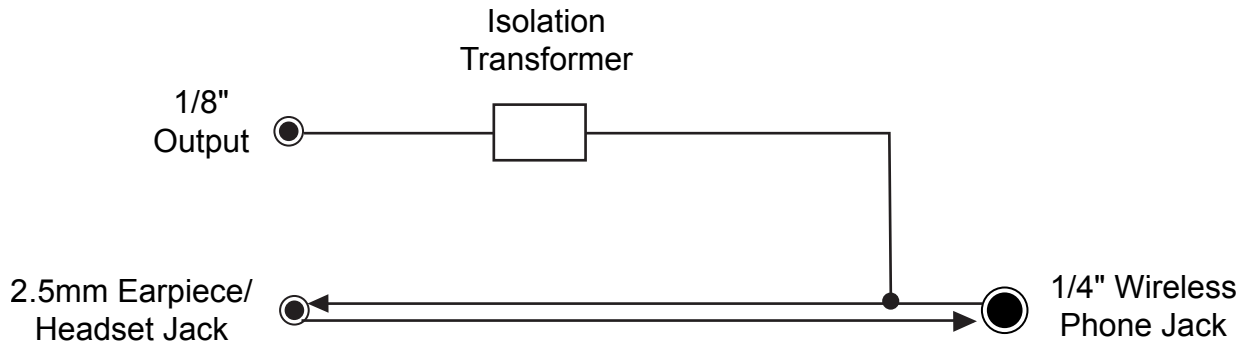 Isolation
Transformer
1/8"
Output
2.5mm Earpiece/
Headset Jack
1/4" Wireless
Phone Jack